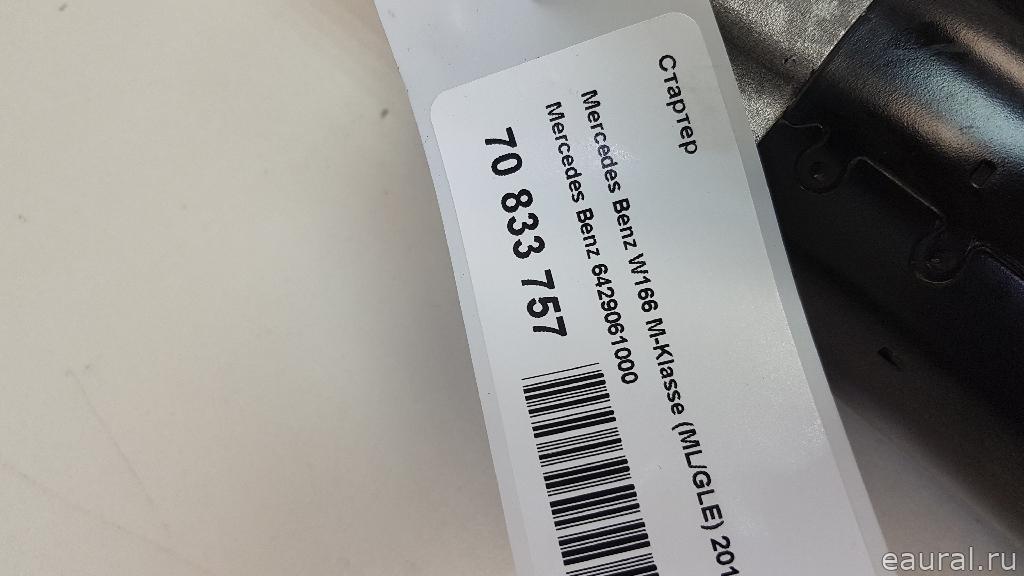 Стартер
Mercedes Benz W166 M-Klasse (ML/GLE) 201
Mercedes Benz 6429061000
70 833 757
eaural.ru